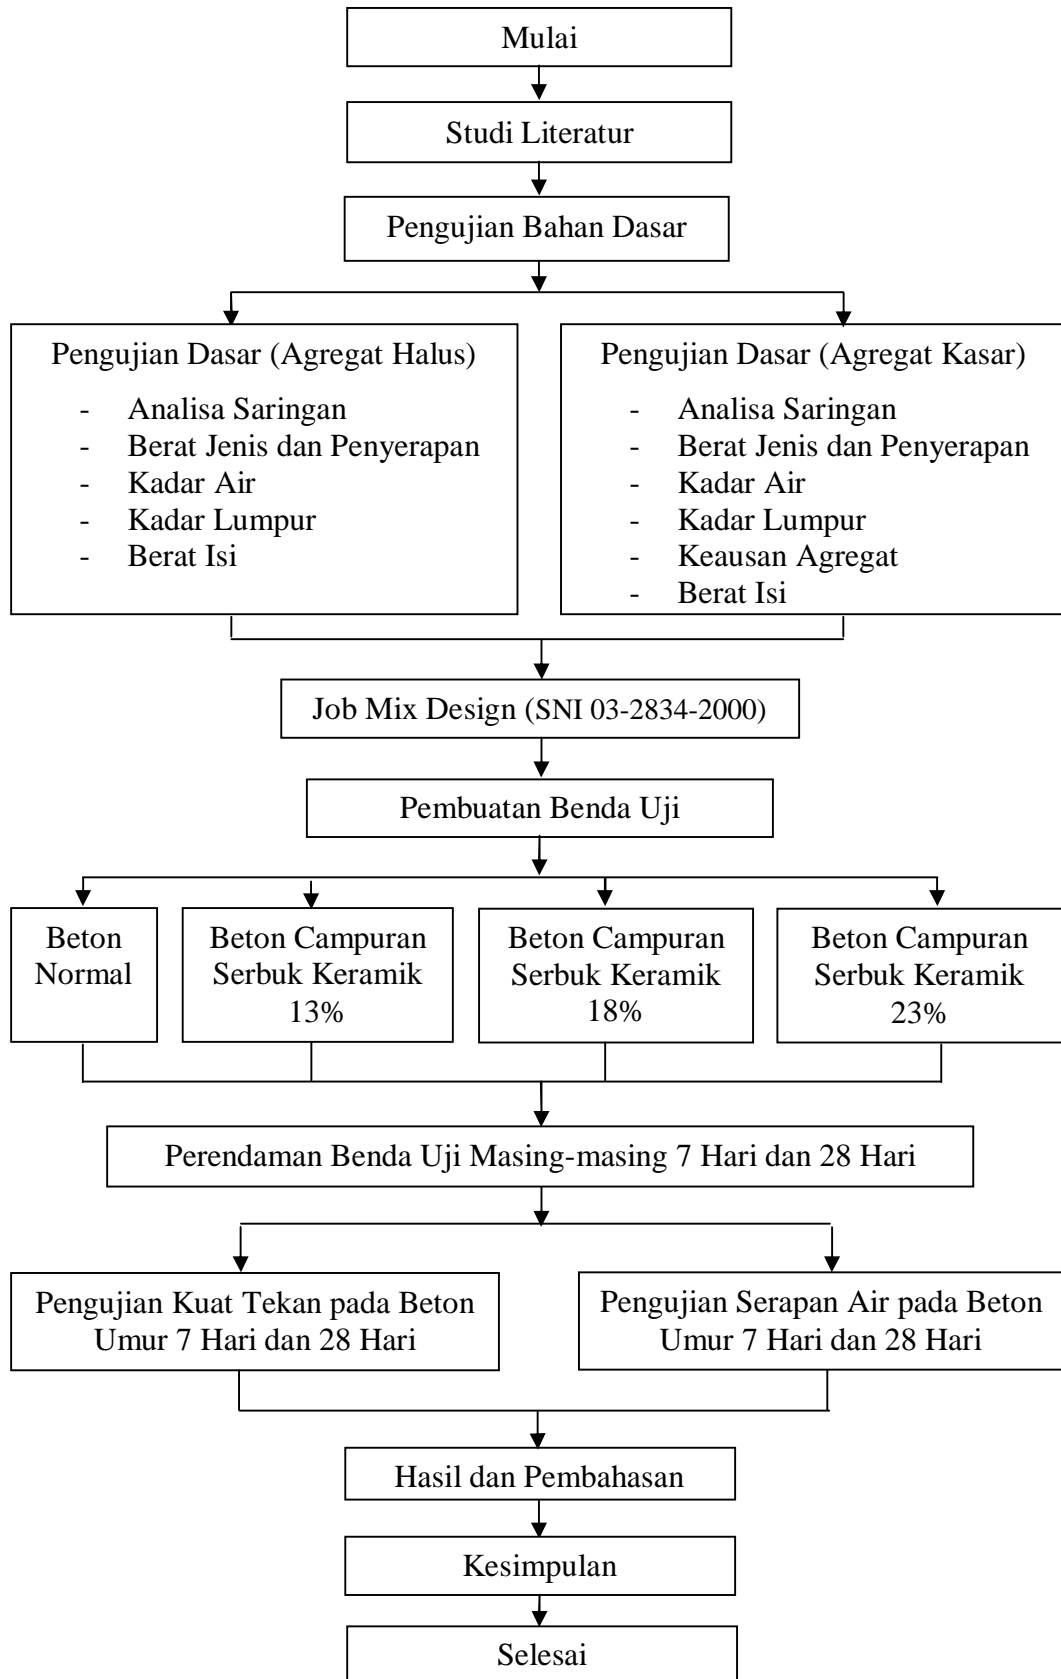 Mulai
Studi Literatur
Pengujian Bahan Dasar
Pengujian Dasar (Agregat Halus)
- Analisa Saringan
- Berat Jenis dan Penyerapan
- Kadar Air
- Kadar Lumpur
- Berat Isi
Pengujian Dasar (Agregat Kasar)
- Analisa Saringan
- Berat Jenis dan Penyerapan
- Kadar Air
- Kadar Lumpur
- Keausan Agregat
- Berat Isi
Job Mix Design (SNI 03-2834-2000)
Pembuatan Benda Uji
Beton
Normal
Beton Campuran
Serbuk Keramik
13%
Beton Campuran
Serbuk Keramik
18%
Beton Campuran
Serbuk Keramik
23%
Perendaman Benda Uji Masing-masing 7 Hari dan 28 Hari
Pengujian Kuat Tekan pada Beton
Umur 7 Hari dan 28 Hari
Pengujian Serapan Air pada Beton
Umur 7 Hari dan 28 Hari
Hasil dan Pembahasan
Kesimpulan
Selesai